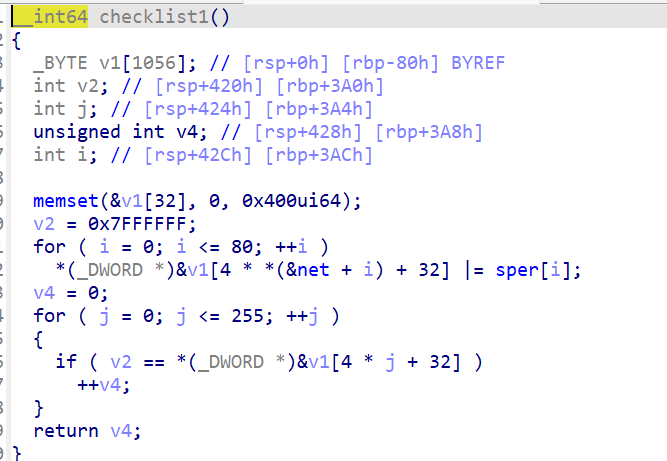 __int64 checklist1()
{
_BYTE v1[1056]; // [rsp+0h] [rbp-80h] BYREF
int v2; // [rsp+420h] [rbp+3A0h]
int j; // [rsp+424h] [rbp+3A4h]
unsigned int v4; // [rsp+428h] [rbp+3A8h]
int i; // [rsp+42Ch] [rbp+3ACh]
memset(&v1[32], 0, 0x400ui64);
v2 = 0x7FFFFFF;
for ( i = 0; i <= 80; ++i )
*(_DWORD *)&v1[4 * *(&net + i) + 32] |= sper[i];
v4 = 0;
for ( j = 0; j <= 255; ++j )
{
if ( v2 == *(_DWORD *)&v1[4 * j + 32] )
++v4;
}
return v4;
}